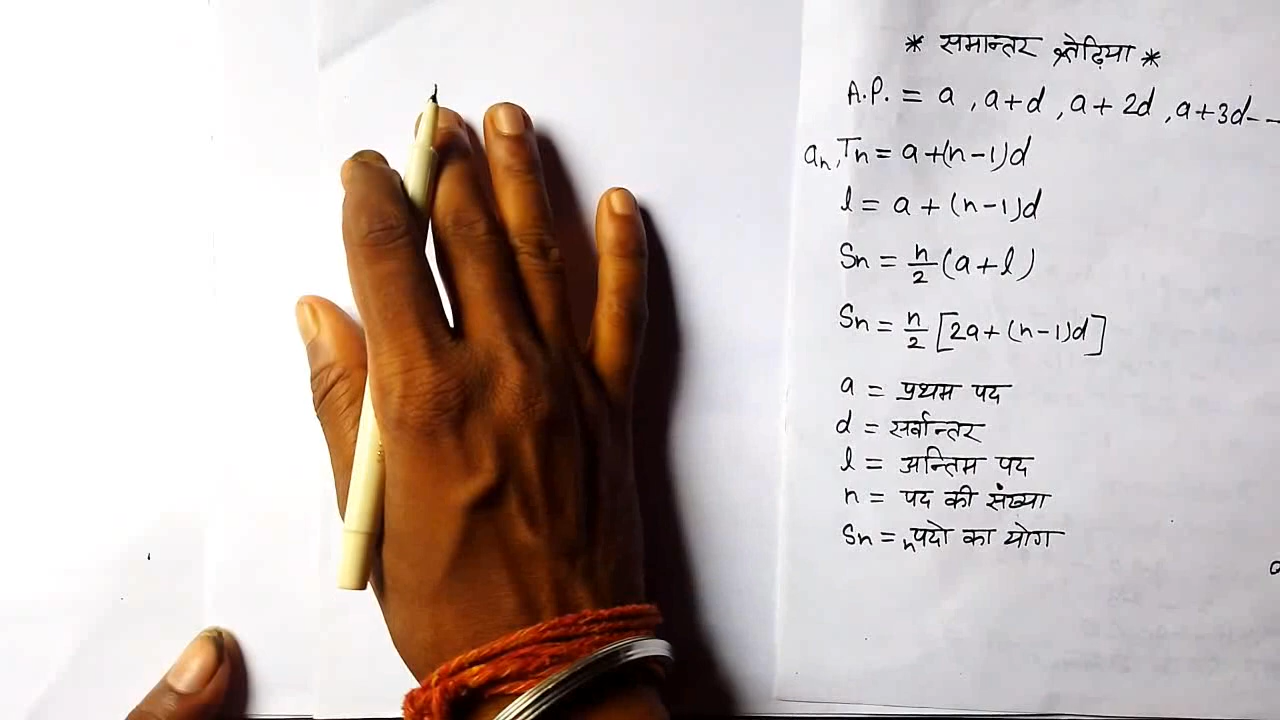 * समान्तर श्रेढ़िया *
A.P. = a , a+d , a+2d , a+3d--
an, Tn = a+(n-1)d
l = a+(n-1)d
Sn = n/2 (a+l)
Sn = n/2 [2a+(n-1)d]
a = प्रथम पद
d = सर्वान्तर
l = अन्तिम पद
n = पद की संख्या
Sn = n पदो का योग